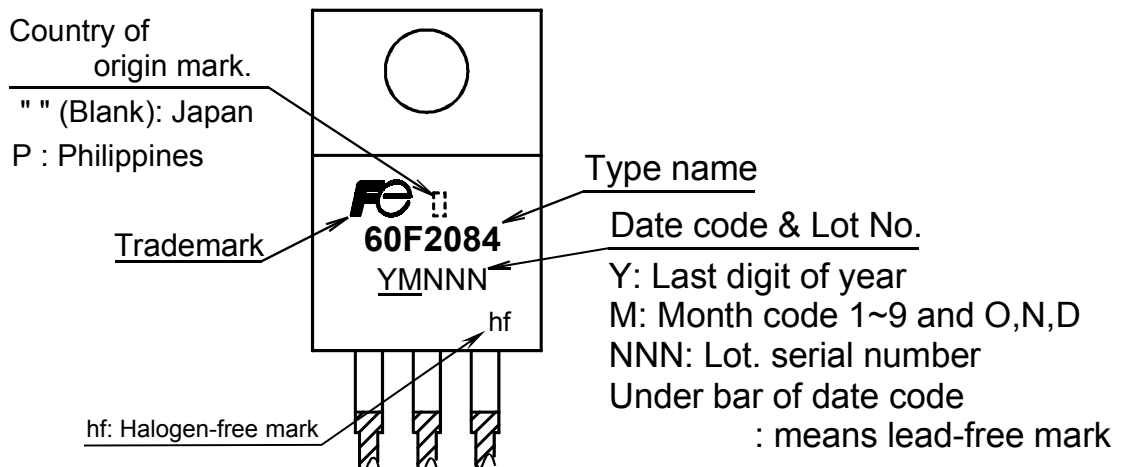 Country of
origin mark.
" " (Blank): Japan
P : Philippines
Trademark
Fe
60F2084
YMNNN
hf
hf: Halogen-free mark
Type name
Date code & Lot No.
Y: Last digit of year
M: Month code 1~9 and O,N,D
NNN: Lot. serial number
Under bar of date code
: means lead-free mark